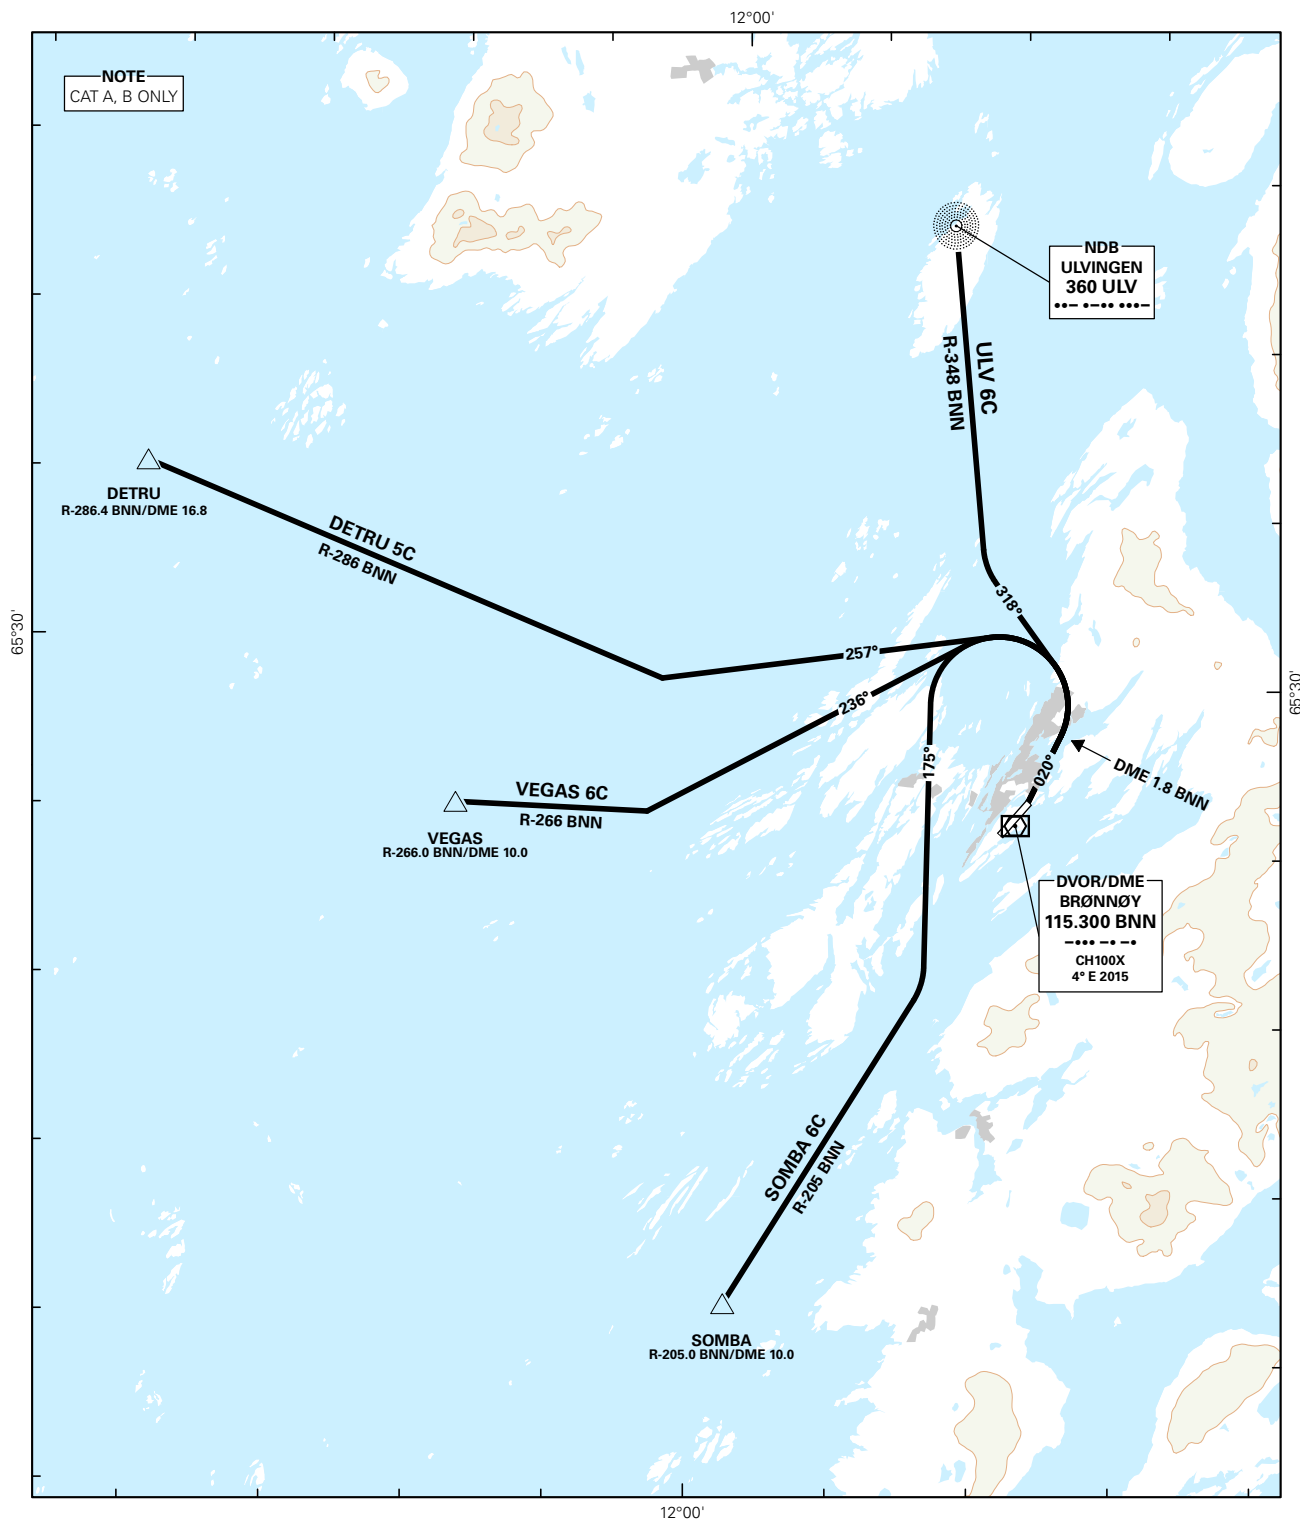 12°00'
NOTE
CAT A, B ONLY
NDB
ULVINGEN
360 ULV
ULV 6C
R-348 BNN
DETRU
R-286.4 BNN/DME 16.8
DETRU 5C
R-286 BNN
318°
65°30'
257°
65°30'
236°
175°
020°
DME 1.8 BNN
VEGAS 6C
R-266 BNN
VEGAS
R-266.0 BNN/DME 10.0
DVOR/DME
BRØNNØY
115.300 BNN
CH100X
4° E 2015
SOMBA 6C
R-205 BNN
SOMBA
R-205.0 BNN/DME 10.0
12°00'